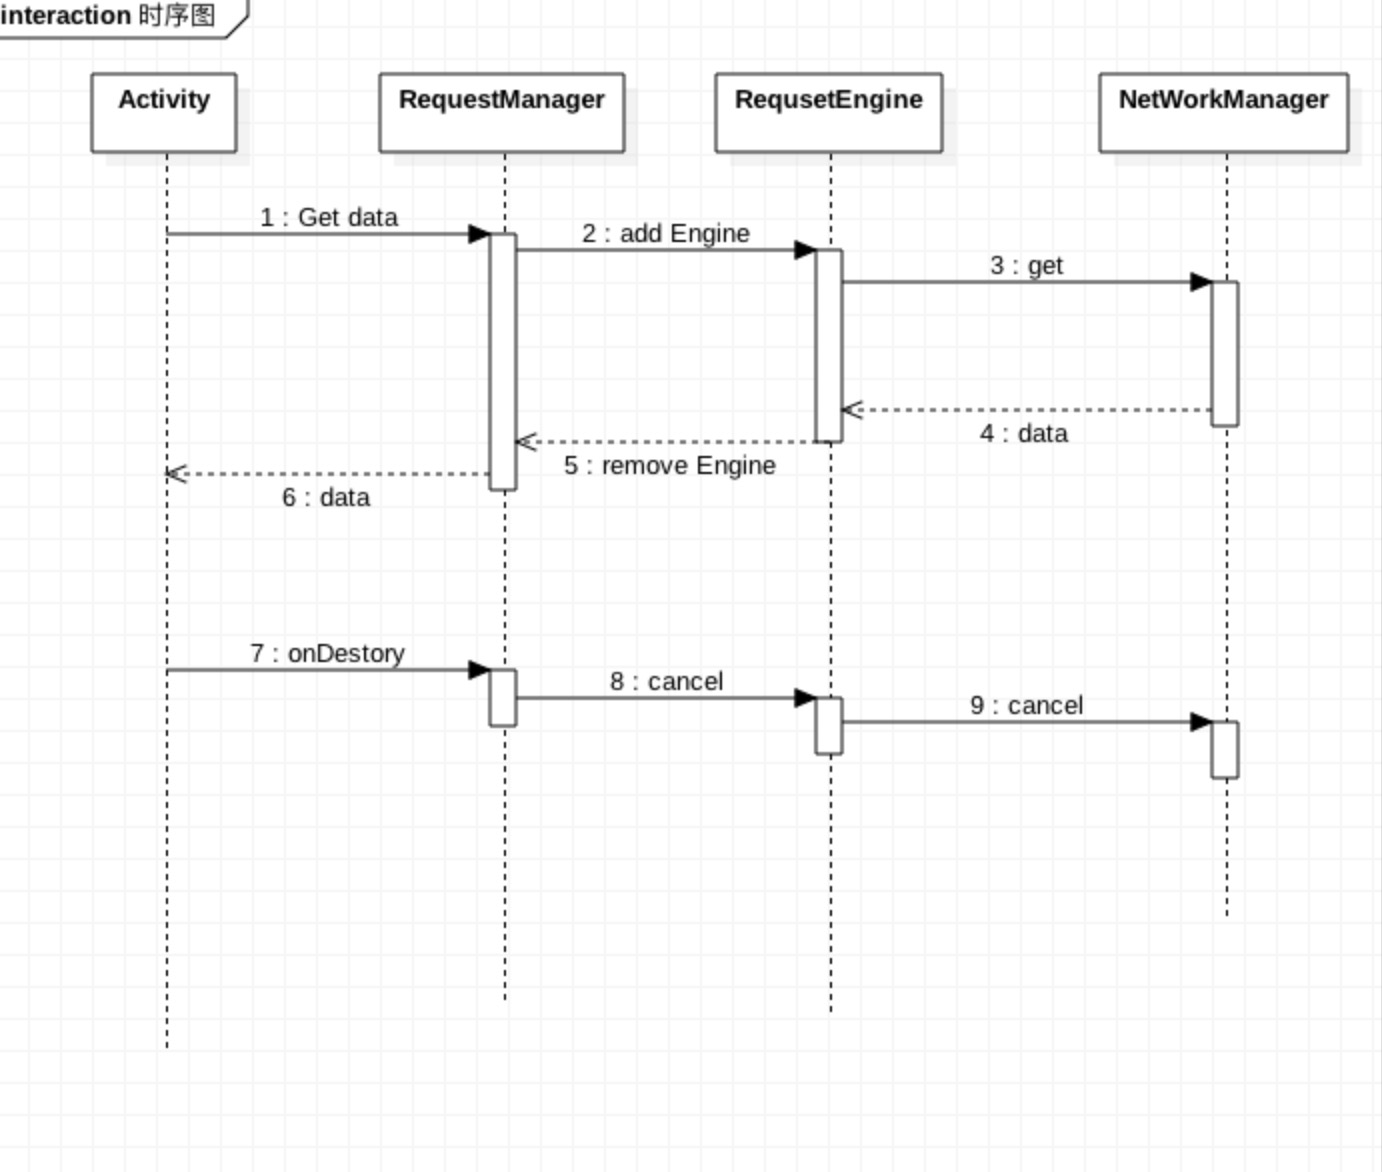 interaction 时序图
Activity
RequestManager
RequsetEngine
NetWorkManager
1 : Get data
2 : add Engine
3 : get
4 : data
5 : remove Engine
6 : data
7 : onDestory
8 : cancel
9 : cancel